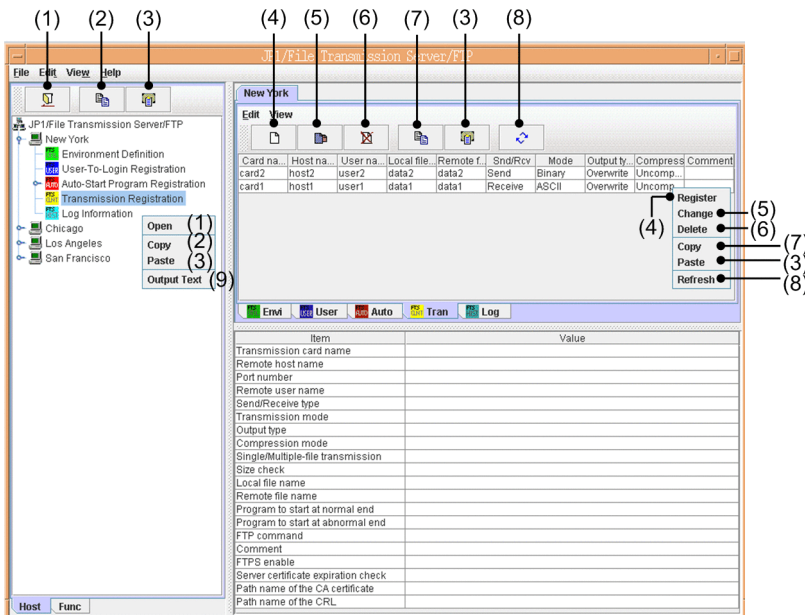 (4) (5) (6) (7) (3) (8)
(1) (2) (3)
JP1/File Transmission Server/FTP
File Edit View Help
JP1/File Transmission Server/FTP
New York
Environment Definition
User-To-Login Registration
Auto-Start Program Registration
Transmission Registration
Log Information
Chicago
Los Angeles
San Francisco
Open (1)
Copy (2)
Paste (3)
Output Text (9)
Host Func
New York
Edit View
Card na... Host na... User na... Local file... Remote f... Snd/Rcv Mode Output ty... Compress Comment
card2 host2 user2 data2 data2 Send Binary Overwrite Uncomp...
card1 host1 user1 data1 data1 Receive ASCII Overwrite Uncomp...
Register (4)
Change (5)
Delete (6)
Copy (7)
Paste (3)
Refresh (8)
Envi User Auto Tran Log
Item Value
Transmission card name
Remote host name
Port number
Remote user name
Send/Receive type
Transmission mode
Output type
Compression mode
Single/Multiple-file transmission
Size check
Local file name
Remote file name
Program to start at normal end
Program to start at abnormal end
FTP command
Comment
FTPS enable
Server certificate expiration check
Path name of the CA certificate
Path name of the CRL